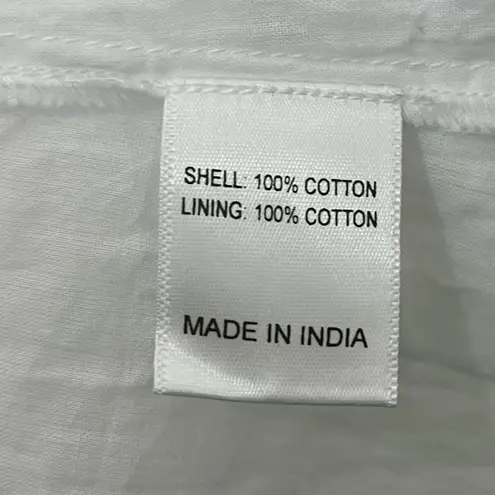 SHELL: 100% COTTON
LINING: 100% COTTON
MADE IN INDIA